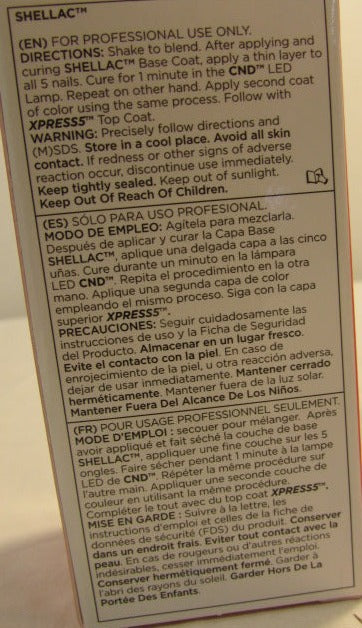 SHELLAC™
(EN) FOR PROFESSIONAL USE ONLY.
DIRECTIONS: Shake to blend. After applying and
curing SHELLAC™ Base Coat, apply a thin layer to
all 5 nails. Cure for 1 minute in the CND™ LED
Lamp. Repeat on other hand. Apply second coat
of color using the same process. Follow with
XPRESS5™ Top Coat.
WARNING: Precisely follow directions and
(M)SDS. Store in a cool place. Avoid all skin
contact. If redness or other signs of adverse
reaction occur, discontinue use immediately.
Keep tightly sealed. Keep out of sunlight.
Keep Out Of Reach Of Children.
(ES) SÓLO PARA USO PROFESIONAL.
MODO DE EMPLEO: Agítela para mezclarla.
Después de aplicar y curar la Capa Base
SHELLAC™, aplique una delgada capa a las cinco
uñas. Cure durante un minuto en la lámpara
LED CND™. Repita el procedimiento en la otra
mano. Aplique una segunda capa de color
empleando el mismo proceso. Siga con la capa
superior XPRESS5™.
PRECAUCIONES: Seguir cuidadosamente las
instrucciones de uso y la Ficha de Seguridad
del Producto. Almacenar en un lugar fresco.
Evite el contacto con la piel. En caso de
enrojecimiento de la piel, u otra reacción adversa,
dejar de usar inmediatamente. Mantener cerrado
herméticamente. Mantener fuera de la luz solar.
Mantener Fuera Del Alcance De Los Niños.
(FR) POUR USAGE PROFESSIONNEL SEULEMENT.
MODE D'EMPLOI : secouer pour mélanger. Après
avoir appliqué et fait séché la couche de base
SHELLAC™, appliquer une fine couche sur les 5
ongles. Faire sécher pendant 1 minute à la lampe
LED de CND™. Répéter la même procédure sur
l'autre main. Appliquer une seconde couche de
couleur en utilisant la même procédure.
Compléter le tout avec du top coat XPRESS5™.
MISE EN GARDE : Suivre à la lettre, les
instructions d'emploi et celles de la fiche de
données de sécurité (FDS) du produit. Conserver
dans un endroit frais. Eviter tout contact avec la
peau. En cas de rougeurs ou d'autres réactions
indésirables, cesser immédiatement l'emploi.
Conserver hermétiquement fermé. Garder à
l'abri des rayons du soleil. Garder Hors De La
Portée Des Enfants.